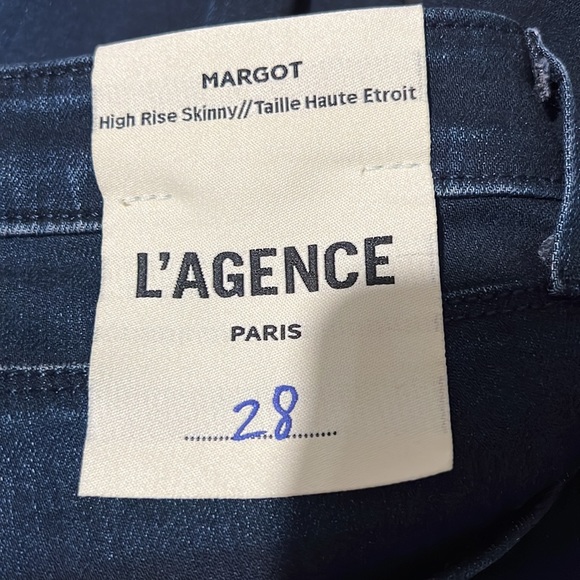 MARGOT
High Rise Skinny//Taille Haute Etroit
L'AGENCE
PARIS
28